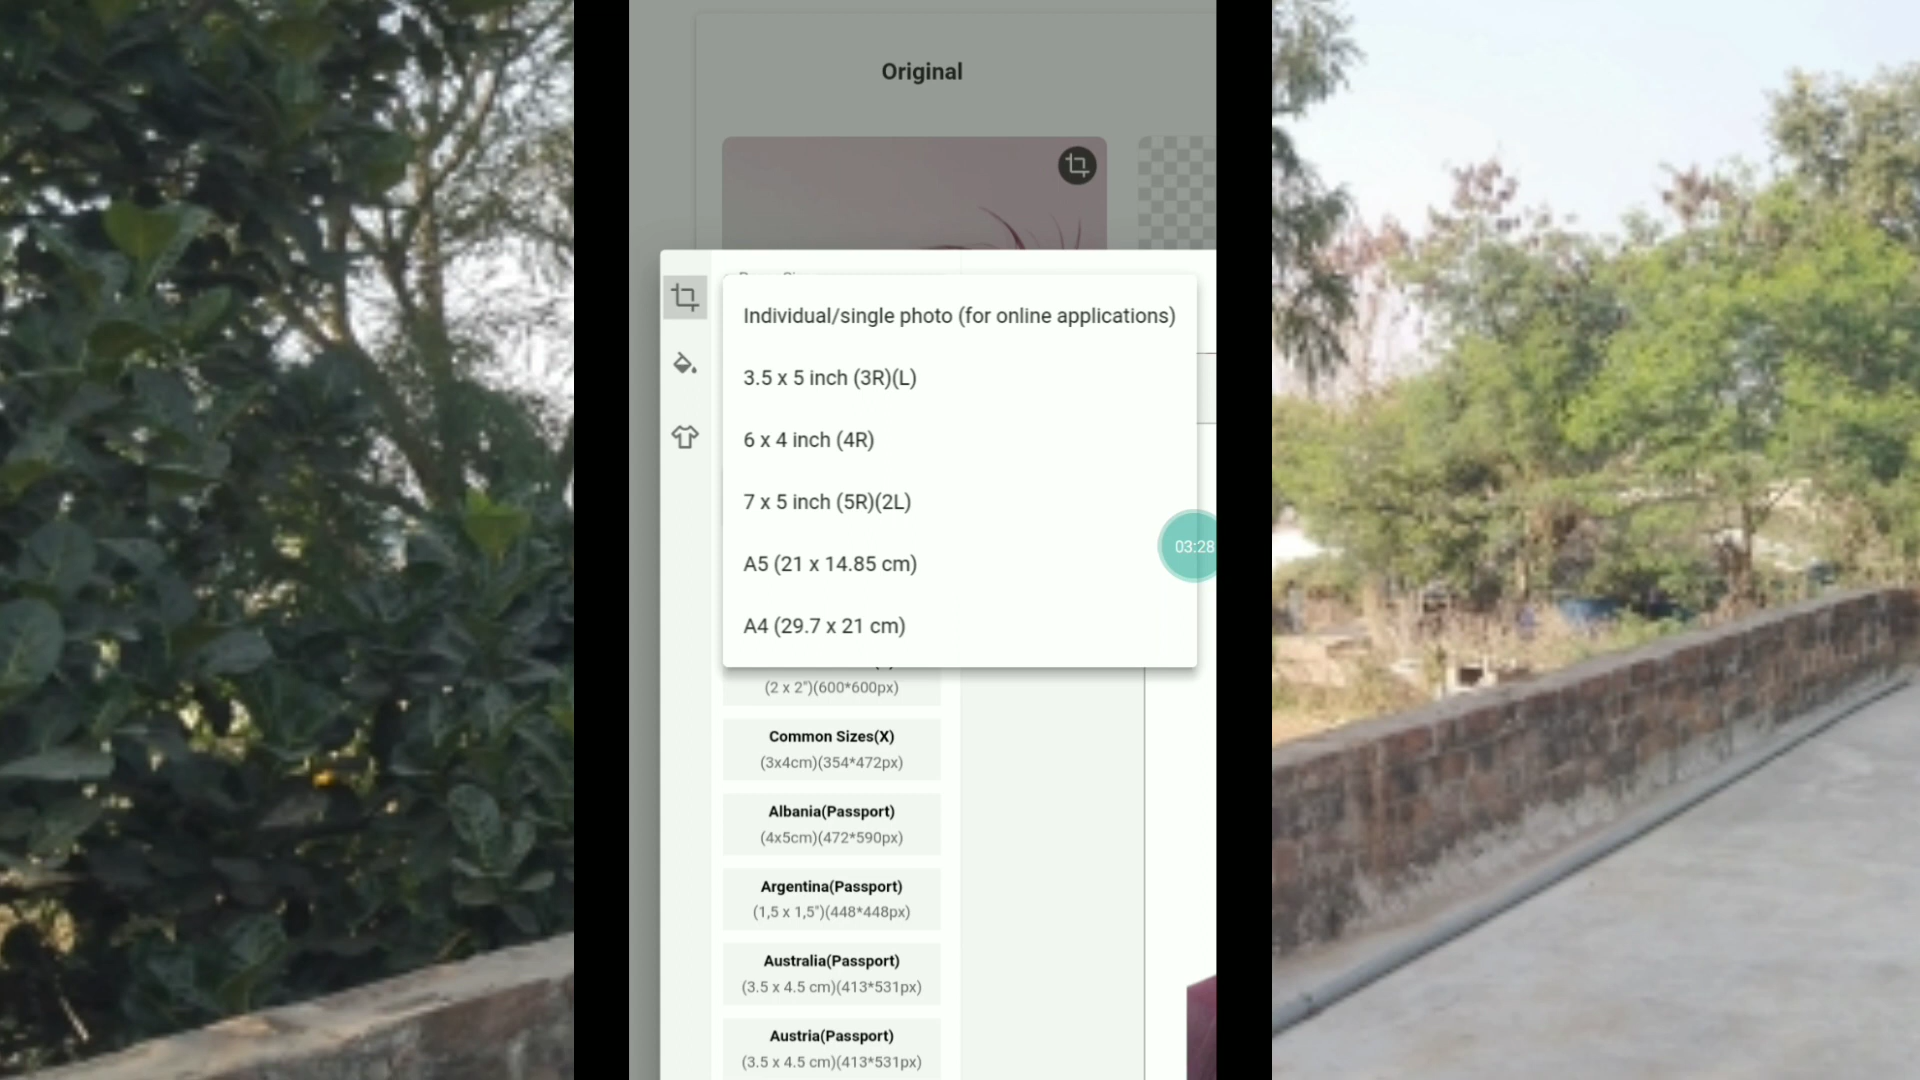 Original
Individual/single photo (for online applications)
3.5 x 5 inch (3R)(L)
6 x 4 inch (4R)
7 x 5 inch (5R)(2L)
03:28
A5 (21 x 14.85 cm)
A4 (29.7 x 21 cm)
(2 x 2")(600*600px)
Common Sizes(X)
(3x4cm)(354*472px)
Albania(Passport)
(4x5cm)(472*590px)
Argentina(Passport)
(1,5 x 1,5")(448*448px)
Australia(Passport)
(3.5 x 4.5 cm)(413*531px)
Austria(Passport)
(3.5 x 4.5 cm)(413*531px)